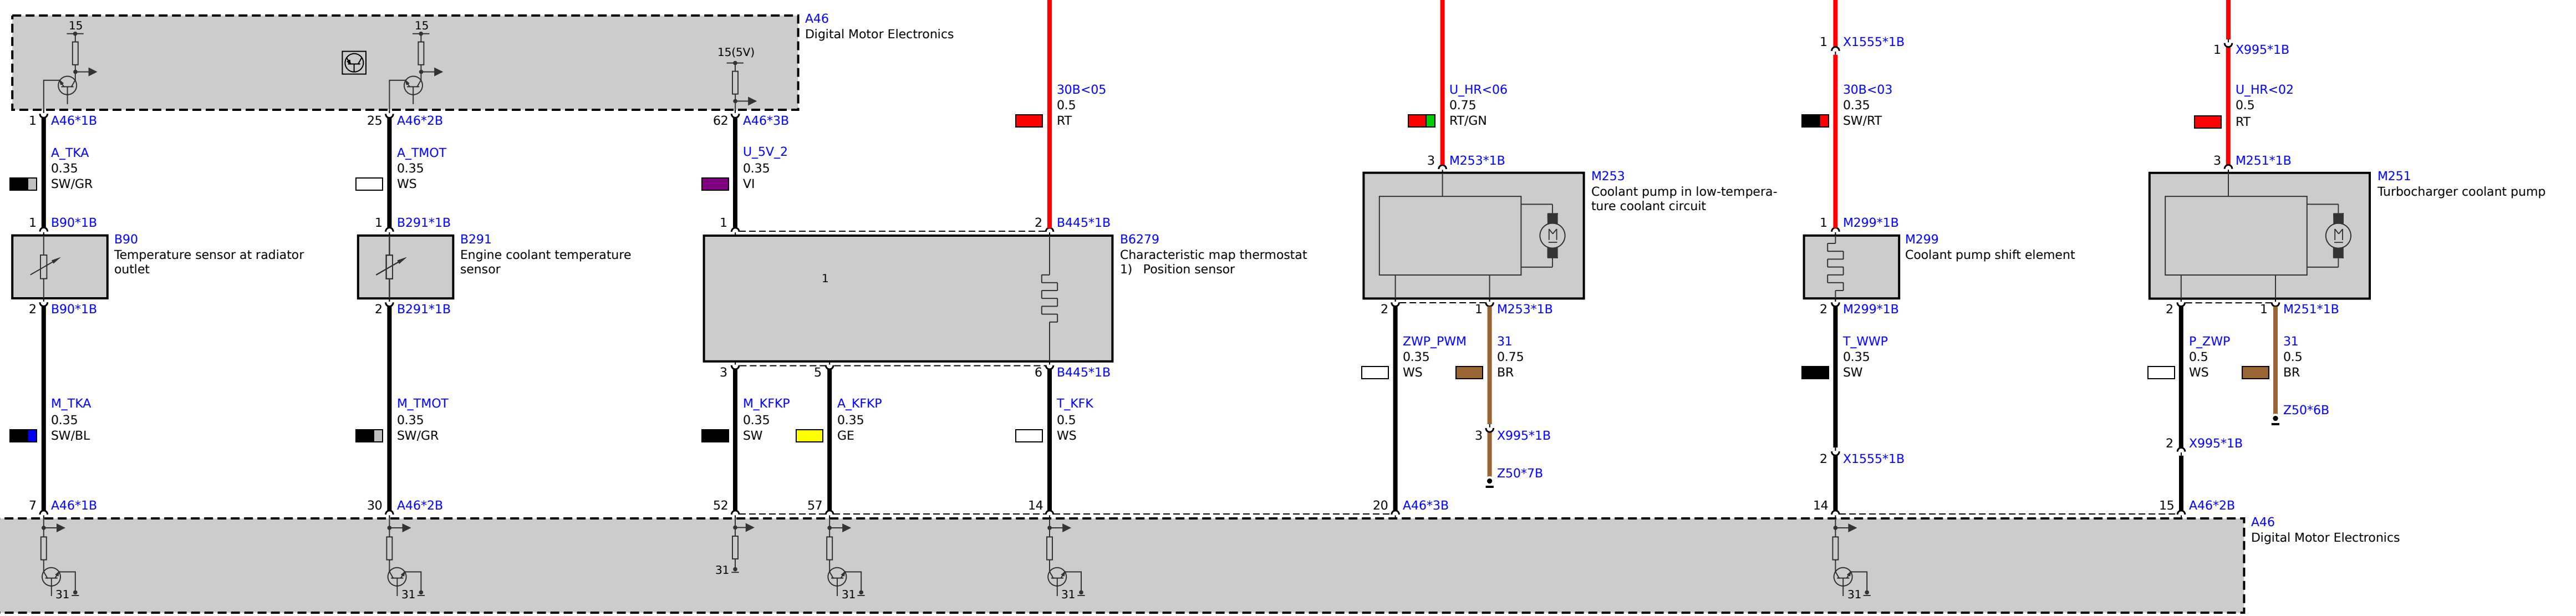 A46
Digital Motor Electronics
15
15
15(5V)
1 A46*1B
25 A46*2B
62 A46*3B
A_TKA
0.35
SW/GR
A_TMOT
0.35
WS
U_5V_2
0.35
VI
30B<05
0.5
RT
U_HR<06
0.75
RT/GN
1 X1555*1B
30B<03
0.35
SW/RT
1 X995*1B
U_HR<02
0.5
RT
1 B90*1B
1 B291*1B
1
2 B445*1B
3 M253*1B
1 M299*1B
3 M251*1B
B90
Temperature sensor at radiator
outlet
B291
Engine coolant temperature
sensor
1
B6279
Characteristic map thermostat
1) Position sensor
M
M253
Coolant pump in low-tempera-
ture coolant circuit
M299
Coolant pump shift element
M
M251
Turbocharger coolant pump
2 B90*1B
2 B291*1B
3
5
6 B445*1B
2
1 M253*1B
2 M299*1B
2
1 M251*1B
M_TKA
0.35
SW/BL
M_TMOT
0.35
SW/GR
M_KFKP
0.35
SW
A_KFKP
0.35
GE
T_KFK
0.5
WS
ZWP_PWM
0.35
WS
31
0.75
BR
3 X995*1B
Z50*7B
T_WWP
0.35
SW
2 X1555*1B
P_ZWP
0.5
WS
2 X995*1B
31
0.5
BR
Z50*6B
7 A46*1B
30 A46*2B
52
57
14
20 A46*3B
14
15 A46*2B
31
31
31
31
31
31
A46
Digital Motor Electronics